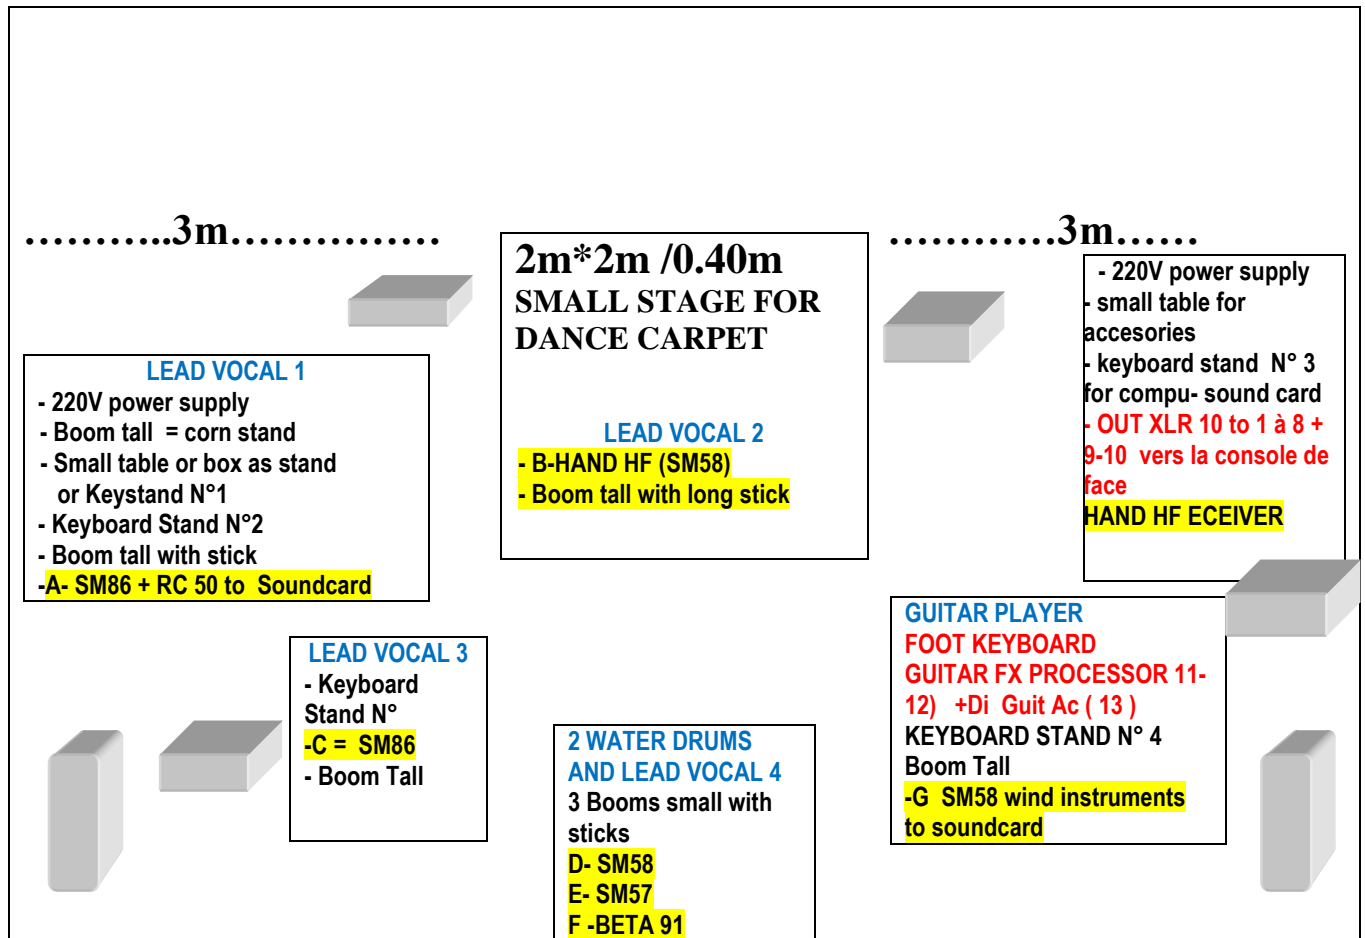 ………..3m……………
…………3m……
2m*2m /0.40m
SMALL STAGE FOR
DANCE CARPET
LEAD VOCAL 2
- B-HAND HF (SM58)
- Boom tall with long stick
- 220V power supply
- small table for
accesories
- keyboard stand N° 3
for compu- sound card
- OUT XLR 10 to 1 à 8 +
9-10 vers la console de
face
HAND HF ECEIVER
LEAD VOCAL 1
- 220V power supply
- Boom tall = corn stand
- Small table or box as stand
or Keystand N°1
- Keyboard Stand N°2
- Boom tall with stick
-A- SM86 + RC 50 to Soundcard
LEAD VOCAL 3
- Keyboard
Stand N°
-C = SM86
- Boom Tall
2 WATER DRUMS
AND LEAD VOCAL 4
3 Booms small with
sticks
D- SM58
E- SM57
F -BETA 91
GUITAR PLAYER
FOOT KEYBOARD
GUITAR FX PROCESSOR 11-
12) +Di Guit Ac ( 13 )
KEYBOARD STAND N° 4
Boom Tall
-G SM58 wind instruments
to soundcard